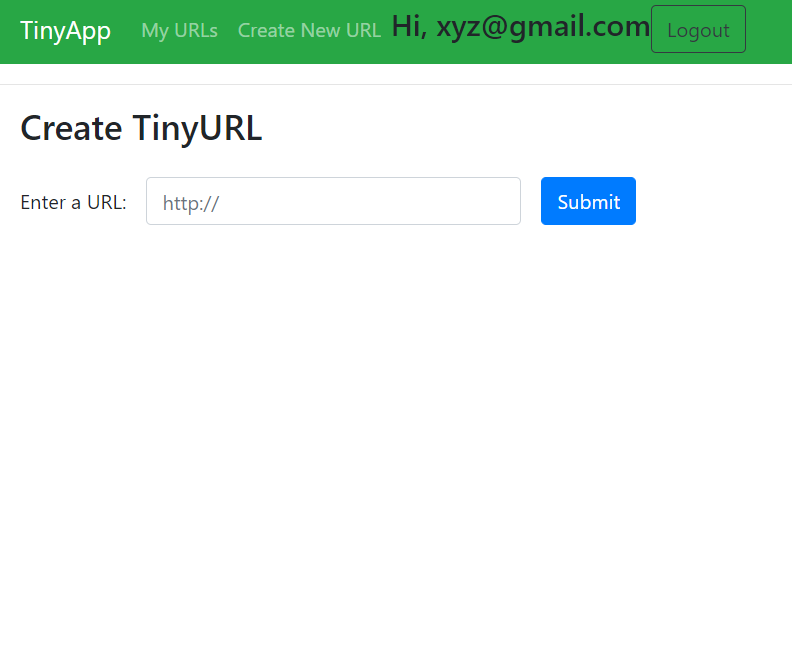 TinyApp My URLs Create New URL Hi, xyz@gmail.com Logout
Create TinyURL
Enter a URL: http:// Submit